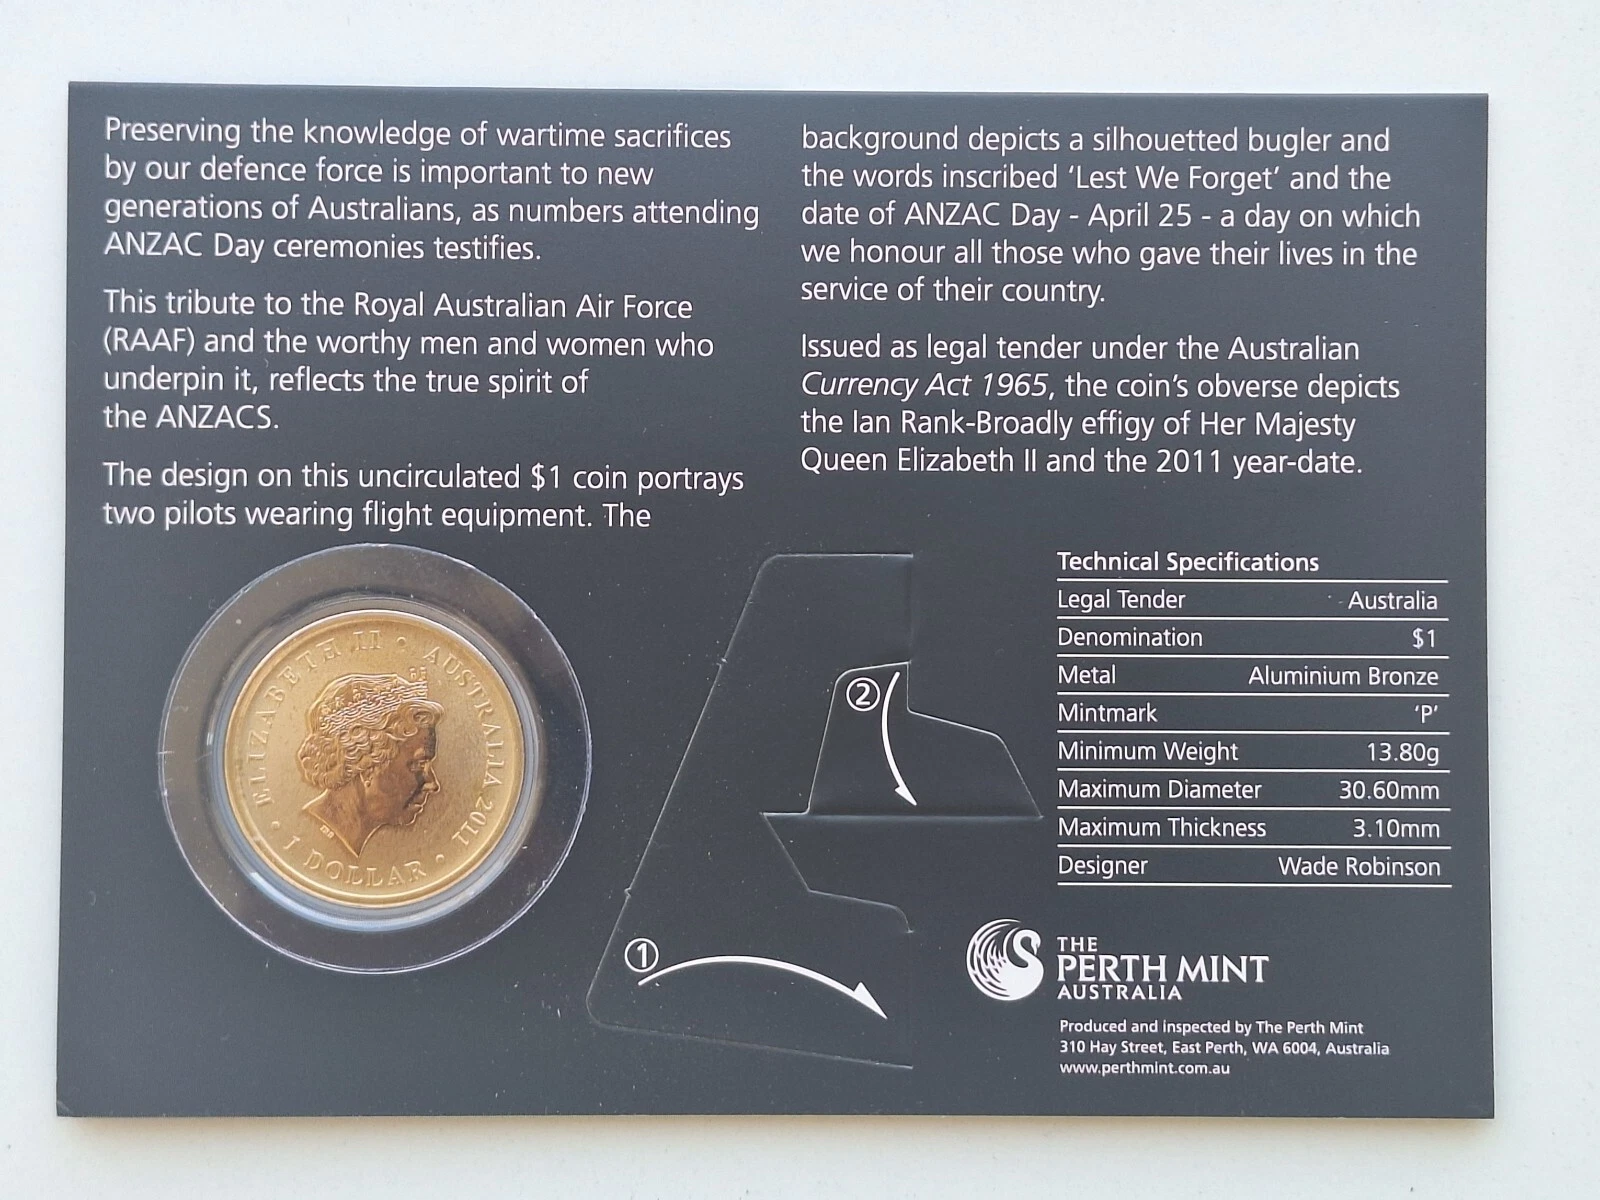 Preserving the knowledge of wartime sacrifices
by our defence force is important to new
generations of Australians, as numbers attending
ANZAC Day ceremonies testifies.
This tribute to the Royal Australian Air Force
(RAAF) and the worthy men and women who
underpin it, reflects the true spirit of
the ANZACS.
The design on this uncirculated $1 coin portrays
two pilots wearing flight equipment. The
background depicts a silhouetted bugler and
the words inscribed ‘Lest We Forget’ and the
date of ANZAC Day - April 25 - a day on which
we honour all those who gave their lives in the
service of their country.
Issued as legal tender under the Australian
Currency Act 1965, the coin’s obverse depicts
the Ian Rank-Broadly effigy of Her Majesty
Queen Elizabeth II and the 2011 year-date.
ELIZABETH II • AUSTRALIA 2011 •
1 DOLLAR •
IRB
2
1
Technical Specifications
Legal Tender Australia
Denomination $1
Metal Aluminium Bronze
Mintmark ‘P’
Minimum Weight 13.80g
Maximum Diameter 30.60mm
Maximum Thickness 3.10mm
Designer Wade Robinson
THE
PERTH MINT
AUSTRALIA
Produced and inspected by The Perth Mint
310 Hay Street, East Perth, WA 6004, Australia
www.perthmint.com.au